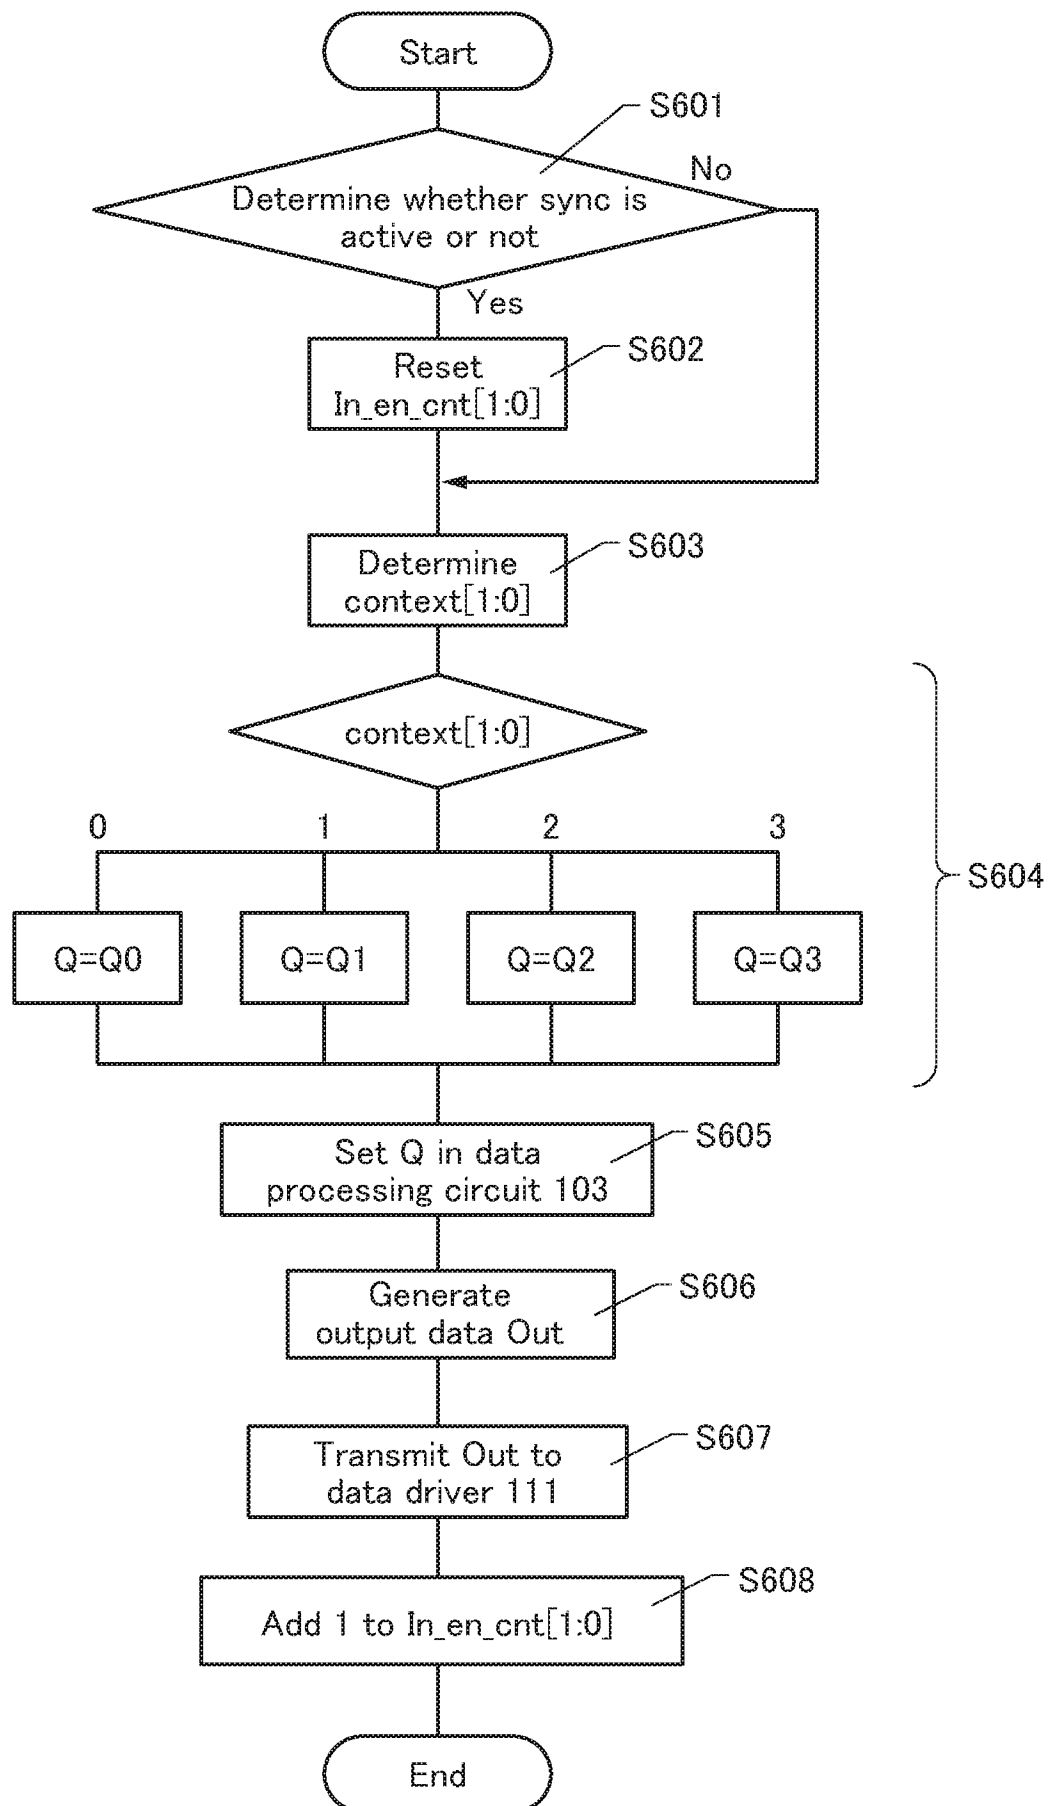 Start
S601
No
Determine whether sync is
active or not
Yes
S602
Reset
In_en_cnt[1:0]
S603
Determine
context[1:0]
context[1:0]
0 1 2 3
S604
Q=Q0 Q=Q1 Q=Q2 Q=Q3
S605
Set Q in data
processing circuit 103
S606
Generate
output data Out
S607
Transmit Out to
data driver 111
S608
Add 1 to In_en_cnt[1:0]
End